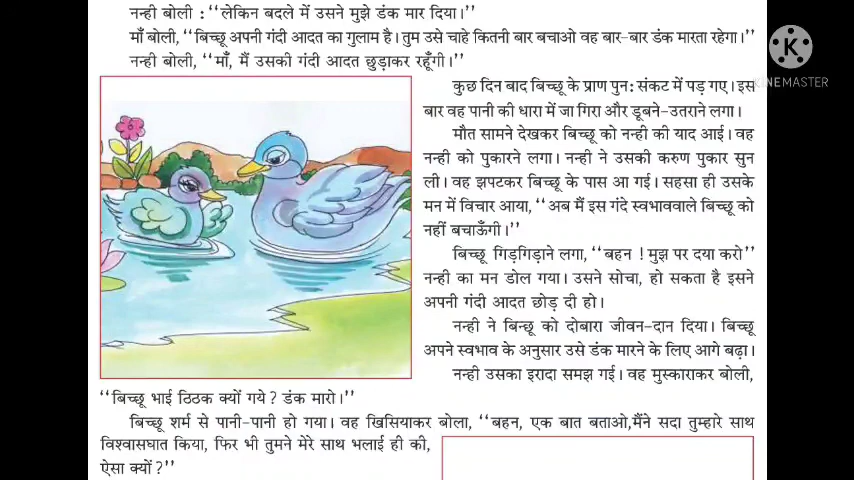 नन्ही बोली : ‘‘लेकिन बदले में उसने मुझे डंक मार दिया।’’
माँ बोली, ‘‘बिच्छू अपनी गंदी आदत का गुलाम है। तुम उसे चाहे कितनी बार बचाओ वह बार-बार डंक मारता रहेगा।’’
नन्ही बोली, ‘‘माँ, मैं उसकी गंदी आदत छुड़ाकर रहूँगी।’’
K
KINEMASTER
कुछ दिन बाद बिच्छू के प्राण पुन: संकट में पड़ गए। इस
बार वह पानी की धारा में जा गिरा और डूबने-उतराने लगा।
मौत सामने देखकर बिच्छू को नन्ही की याद आई। वह
नन्ही को पुकारने लगा। नन्ही ने उसकी करुण पुकार सुन
ली। वह झपटकर बिच्छू के पास आ गई। सहसा ही उसके
मन में विचार आया, ‘‘अब मैं इस गंदे स्वभाववाले बिच्छू को
नहीं बचाऊँगी।’’
बिच्छू गिड़गिड़ाने लगा, ‘‘बहन ! मुझ पर दया करो’’
नन्ही का मन डोल गया। उसने सोचा, हो सकता है इसने
अपनी गंदी आदत छोड़ दी हो।
नन्ही ने बिन्छू को दोबारा जीवन-दान दिया। बिच्छू
अपने स्वभाव के अनुसार उसे डंक मारने के लिए आगे बढ़ा।
नन्ही उसका इरादा समझ गई। वह मुस्काराकर बोली,
‘‘बिच्छू भाई ठिठक क्यों गये ? डंक मारो।’’
बिच्छू शर्म से पानी-पानी हो गया। वह खिसियाकर बोला, ‘‘बहन, एक बात बताओ,मैंने सदा तुम्हारे साथ
विश्वासघात किया, फिर भी तुमने मेरे साथ भलाई ही की,
ऐसा क्यों ?’’